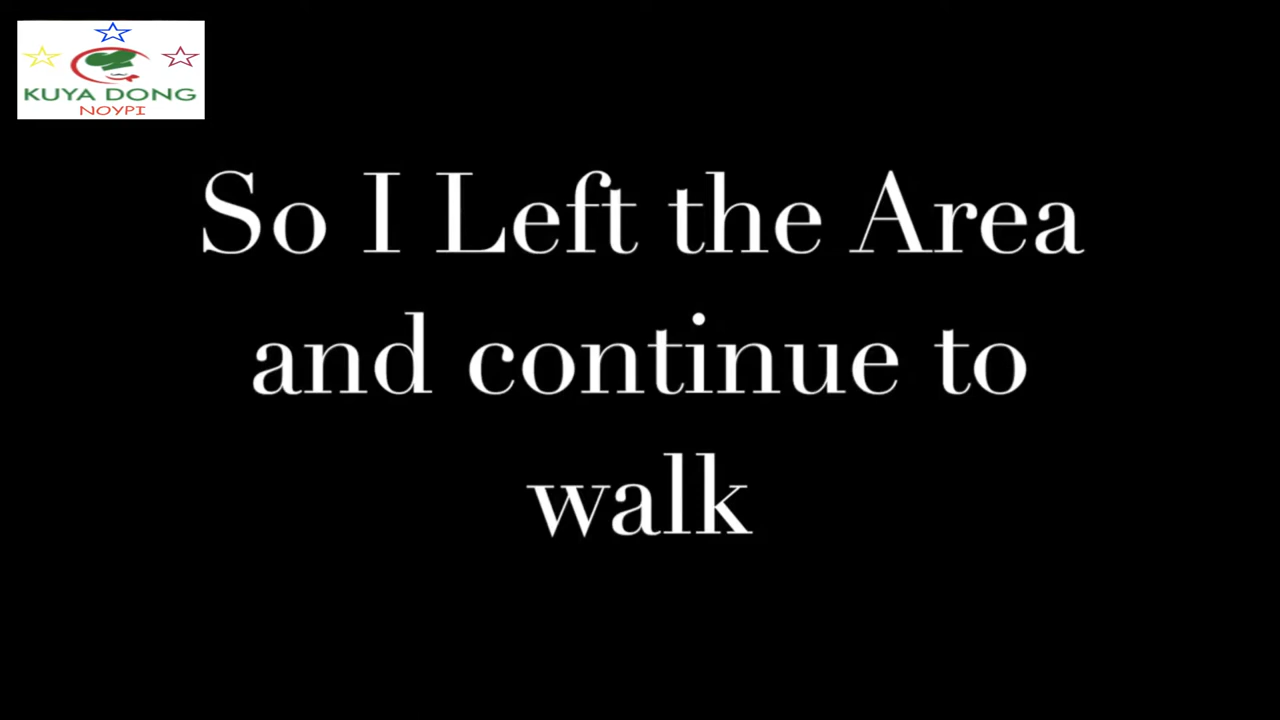 KUYA DONG
NOYPI
So I Left the Area
and continue to
walk